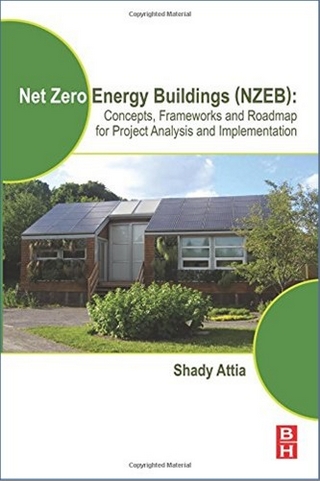 Copyrighted Material
Net Zero Energy Buildings (NZEB):
Concepts, Frameworks and Roadmap
for Project Analysis and Implementation
Shady Attia
B
H
Copyrighted Material